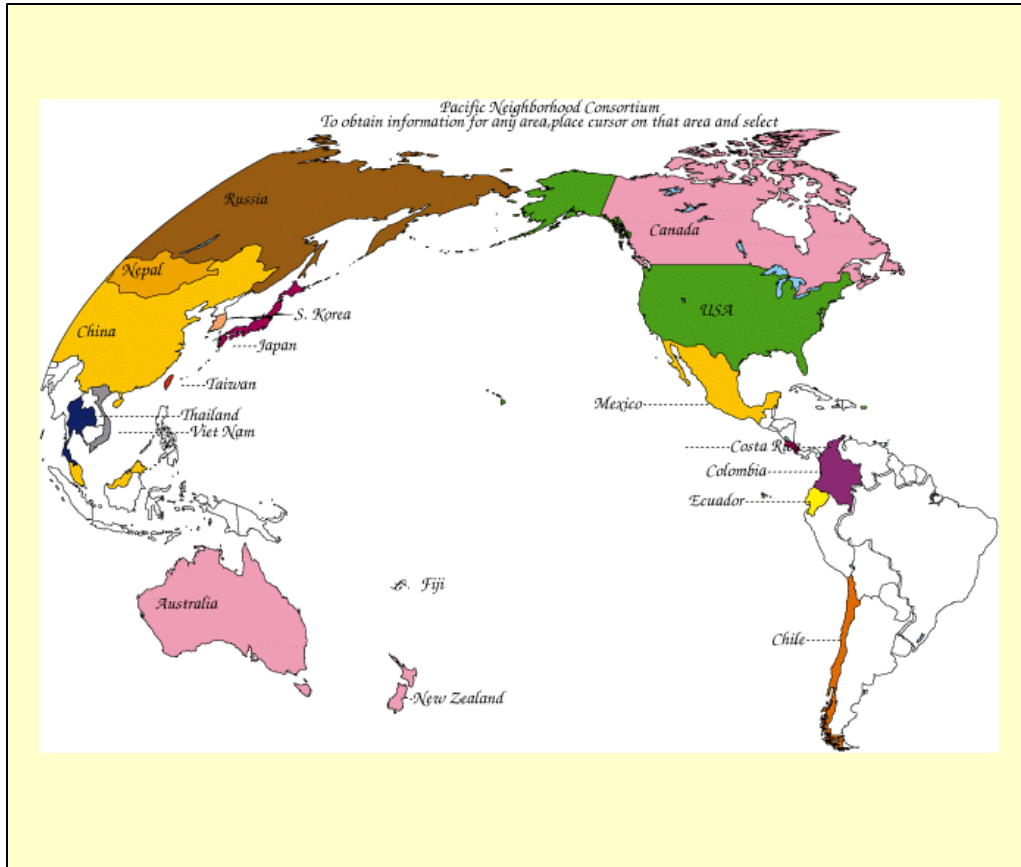 Pacific Neighborhood Consortium
To obtain information for any area,place cursor on that area and select
Russia
Canada
Nepal
USA
S. Korea
China
Japan
Taiwan
Mexico
Thailand
Viet Nam
Costa Rica
Colombia
Ecuador
Fiji
Australia
Chile
New Zealand